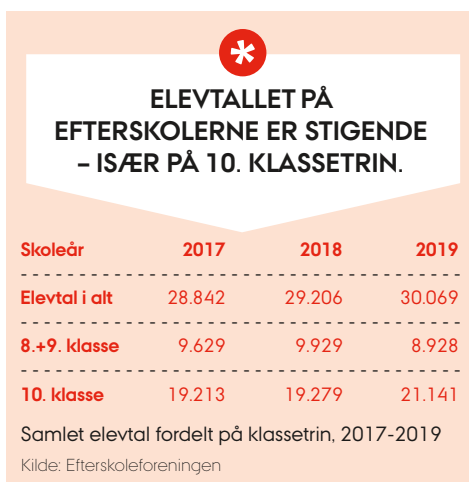 ELEVTALLET PÅ
EFTERSKOLERNE ER STIGENDE
– ISÆR PÅ 10. KLASSETRIN.
Skoleår 2017 2018 2019
Elevtal i alt 28.842 29.206 30.069
8.+9. klasse 9.629 9.929 8.928
10. klasse 19.213 19.279 21.141
Samlet elevtal fordelt på klassetrin, 2017-2019
Kilde: Efterskoleforeningen